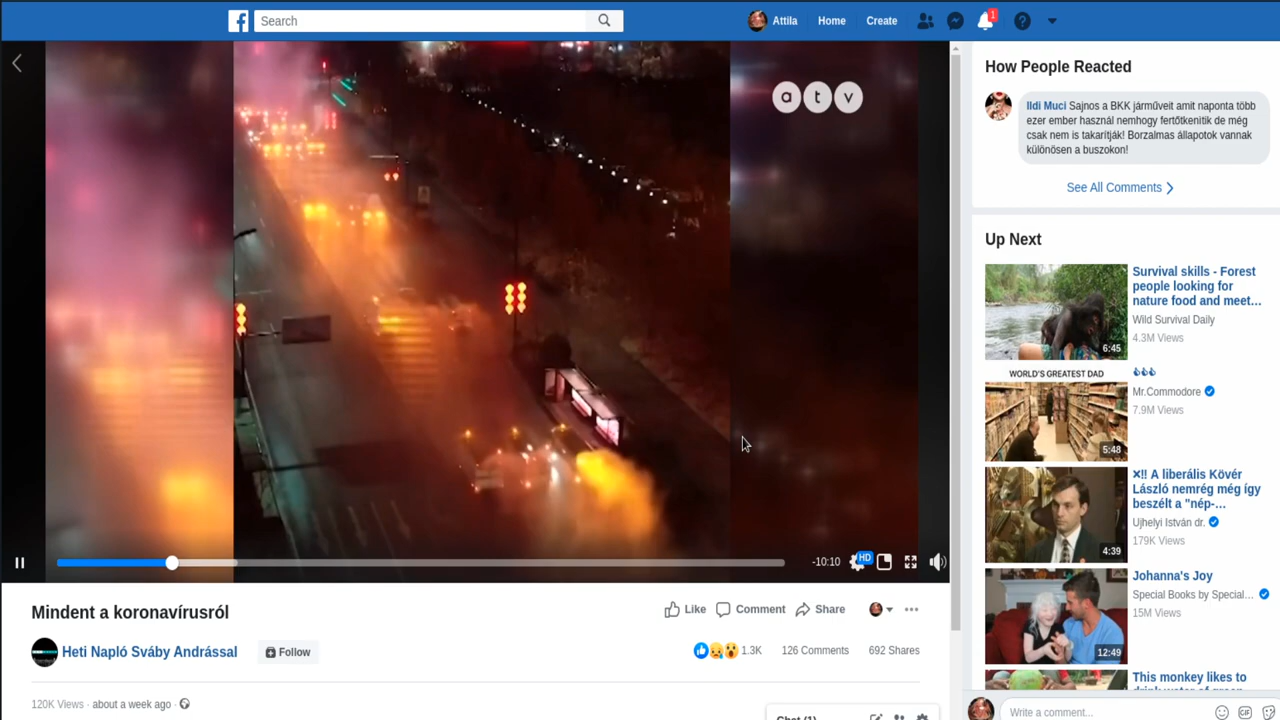 Search
Attila
Home
Create
1
atv
-10:10
HD
Mindent a koronavírusról
Like
Comment
Share
Heti Napló Sváby Andrással
Follow
1.3K
126 Comments
692 Shares
120K Views · about a week ago ·
How People Reacted
Ildi Muci Sajnos a BKK járműveit amit naponta több
ezer ember használ nemhogy fertőtkenitik de még
csak nem is takarítják! Borzalmas állapotok vannak
különösen a buszokon!
See All Comments
Up Next
Survival skills - Forest
people looking for
nature food and meet...
Wild Survival Daily
4.3M Views
6:45
WORLD'S GREATEST DAD
Mr.Commodore
7.9M Views
5:48
❌!! A liberális Kövér
László nemrég még így
beszélt a "nép-...
Ujhelyi István dr.
179K Views
4:39
Johanna's Joy
Special Books by Special...
15M Views
12:49
This monkey likes to
Write a comment...
GIF
Chat (1)